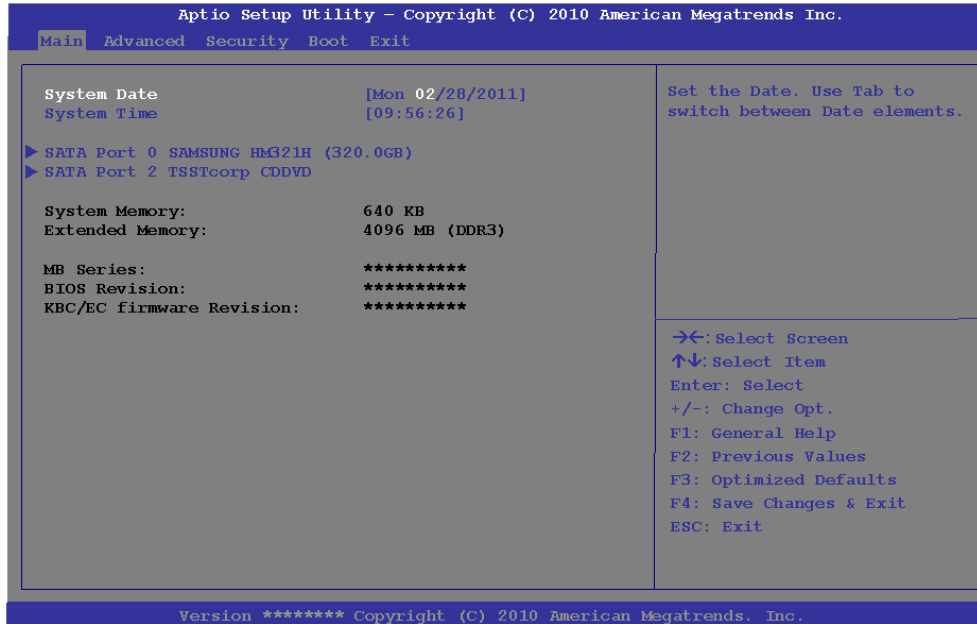 Aptio Setup Utility – Copyright (C) 2010 American Megatrends Inc.
Main Advanced Security Boot Exit
System Date [Mon 02/28/2011]
System Time [09:56:26]
▶ SATA Port 0 SAMSUNG HM321H (320.0GB)
▶ SATA Port 2 TSSTcorp CDDVD
System Memory: 640 KB
Extended Memory: 4096 MB (DDR3)
MB Series: **********
BIOS Revision: **********
KBC/EC firmware Revision: **********
Set the Date. Use Tab to
switch between Date elements.
→←:Select Screen
↑↓:Select Item
Enter: Select
+/-: Change Opt.
F1: General Help
F2: Previous Values
F3: Optimized Defaults
F4: Save Changes & Exit
ESC: Exit
Version ******** Copyright (C) 2010 American Megatrends. Inc.